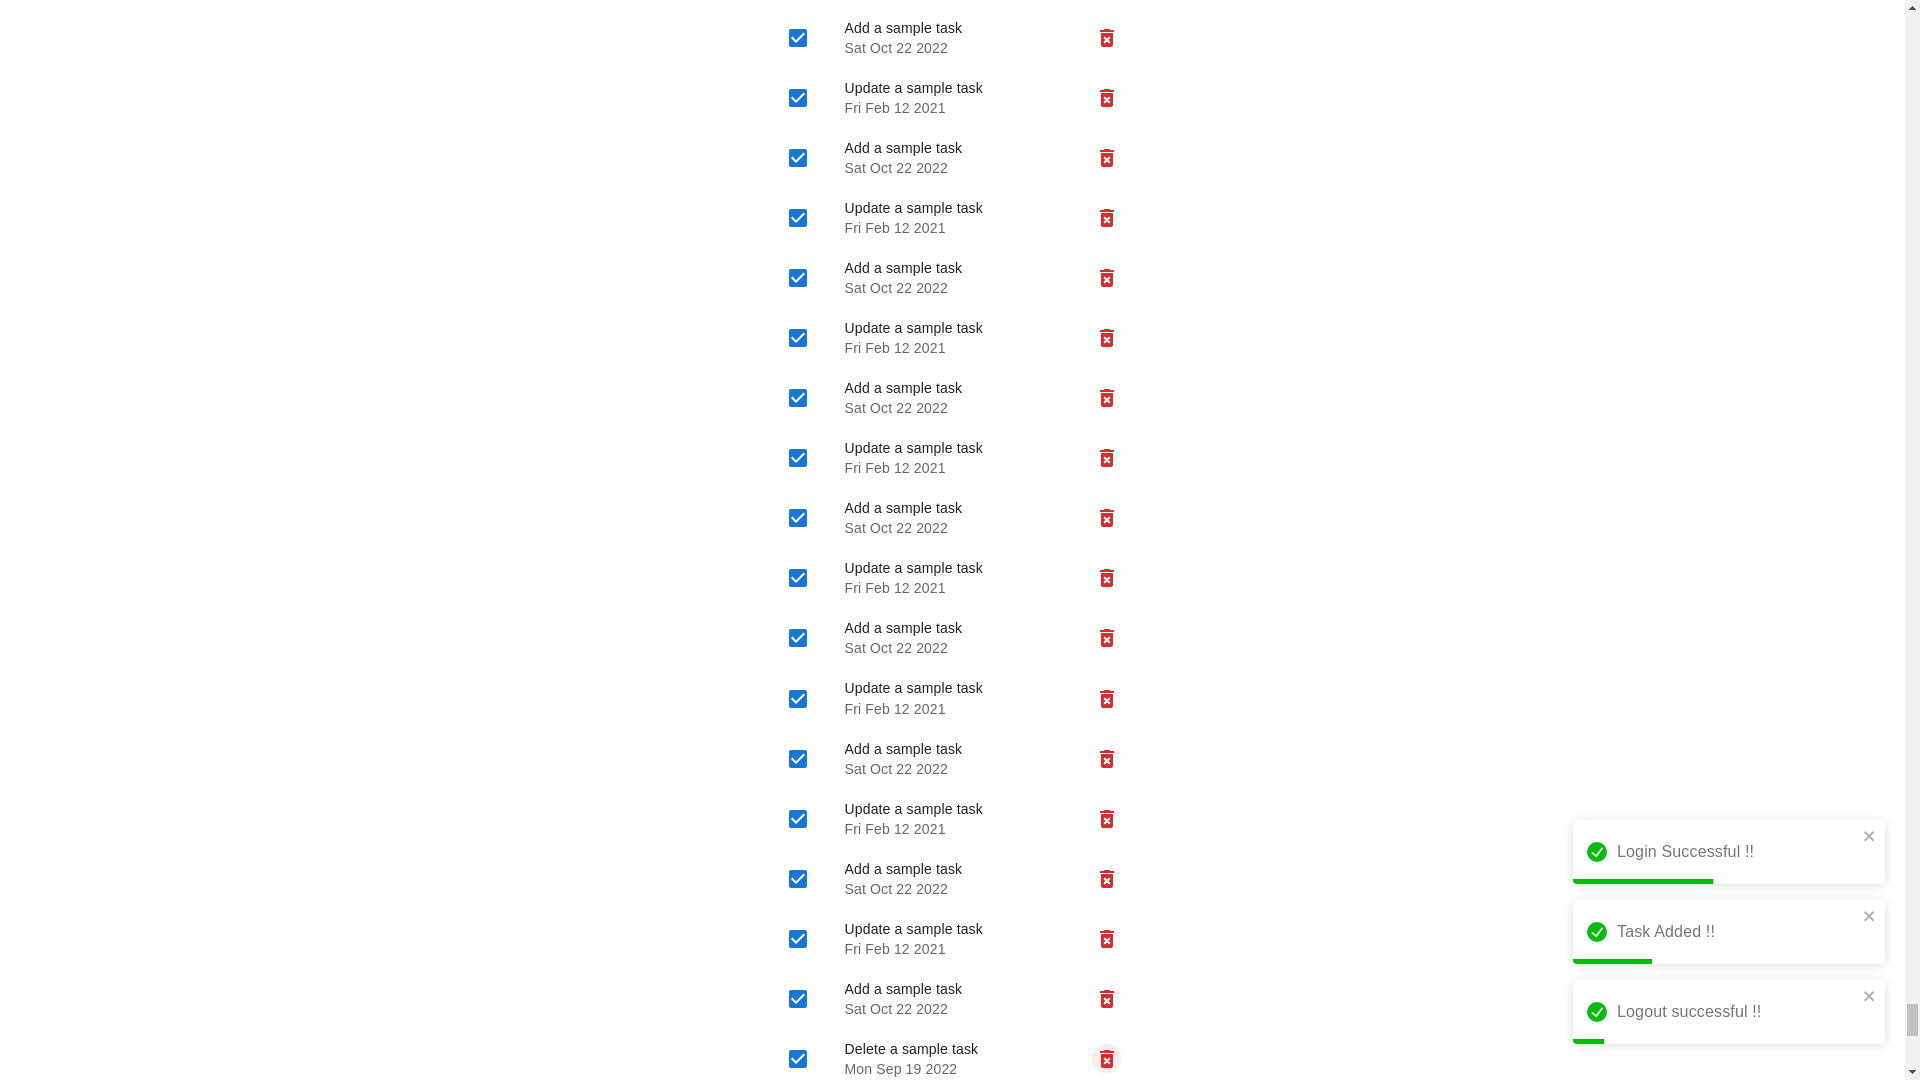 Add a sample task
Sat Oct 22 2022
Update a sample task
Fri Feb 12 2021
Add a sample task
Sat Oct 22 2022
Update a sample task
Fri Feb 12 2021
Add a sample task
Sat Oct 22 2022
Update a sample task
Fri Feb 12 2021
Add a sample task
Sat Oct 22 2022
Update a sample task
Fri Feb 12 2021
Add a sample task
Sat Oct 22 2022
Update a sample task
Fri Feb 12 2021
Add a sample task
Sat Oct 22 2022
Update a sample task
Fri Feb 12 2021
Add a sample task
Sat Oct 22 2022
Update a sample task
Fri Feb 12 2021
Add a sample task
Sat Oct 22 2022
Update a sample task
Fri Feb 12 2021
Add a sample task
Sat Oct 22 2022
Delete a sample task
Mon Sep 19 2022
Login Successful !!
Task Added !!
Logout successful !!